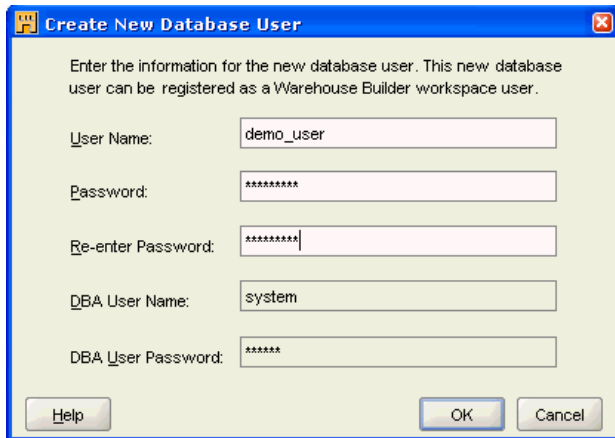 Create New Database User
Enter the information for the new database user. This new database
user can be registered as a Warehouse Builder workspace user.
User Name: demo_user
Password: *********
Re-enter Password: *********
DBA User Name: system
DBA User Password: ******
Help OK Cancel